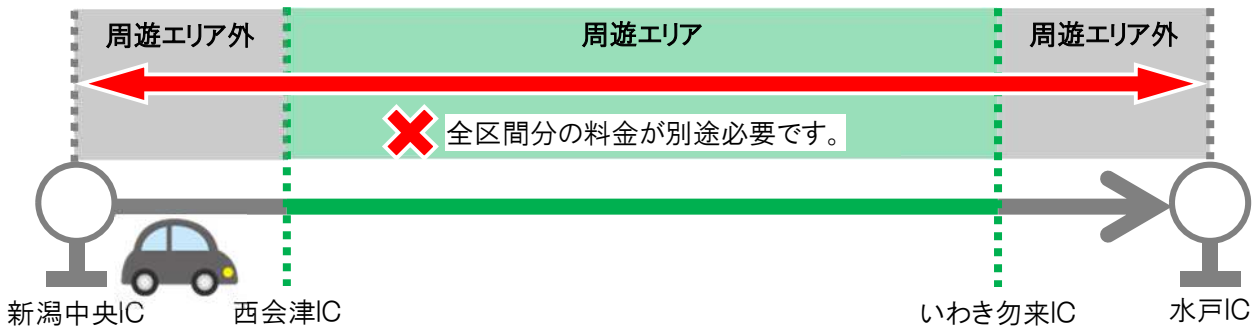 周遊エリア外
周遊エリア
周遊エリア外
全区間分の料金が別途必要です。
新潟中央IC
西会津IC
いわき勿来IC
水戸IC